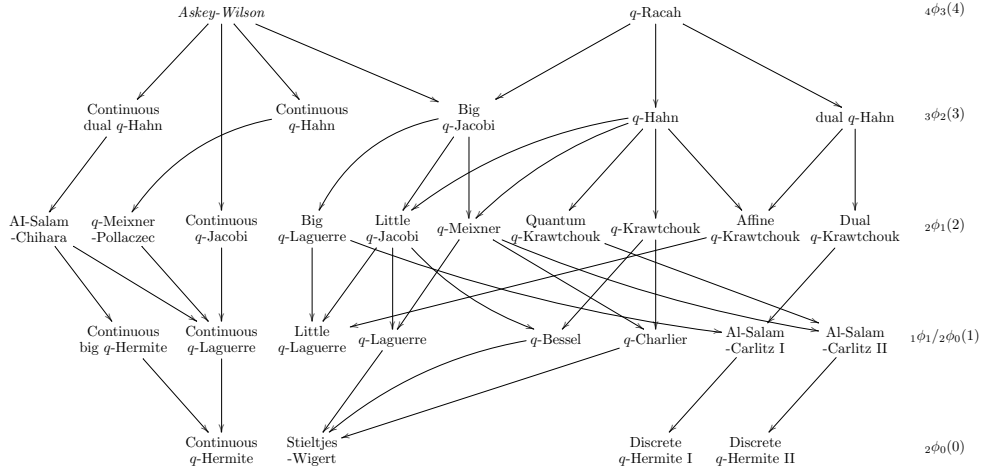 Askey-Wilson
q-Racah
₄ϕ₃(4)
Continuous
dual q-Hahn
Continuous
q-Hahn
Big
q-Jacobi
q-Hahn
dual q-Hahn
₃ϕ₂(3)
AI-Salam
-Chihara
q-Meixner
-Pollaczec
Continuous
q-Jacobi
Big
q-Laguerre
Little
q-Jacobi
q-Meixner
Quantum
q-Krawtchouk
q-Krawtchouk
Affine
q-Krawtchouk
Dual
q-Krawtchouk
₂ϕ₁(2)
Continuous
big q-Hermite
Continuous
q-Laguerre
Little
q-Laguerre
q-Laguerre
q-Bessel
q-Charlier
Al-Salam
-Carlitz I
Al-Salam
-Carlitz II
₁ϕ₁/₂ϕ₀(1)
Continuous
q-Hermite
Stieltjes
-Wigert
Discrete
q-Hermite I
Discrete
q-Hermite II
₂ϕ₀(0)